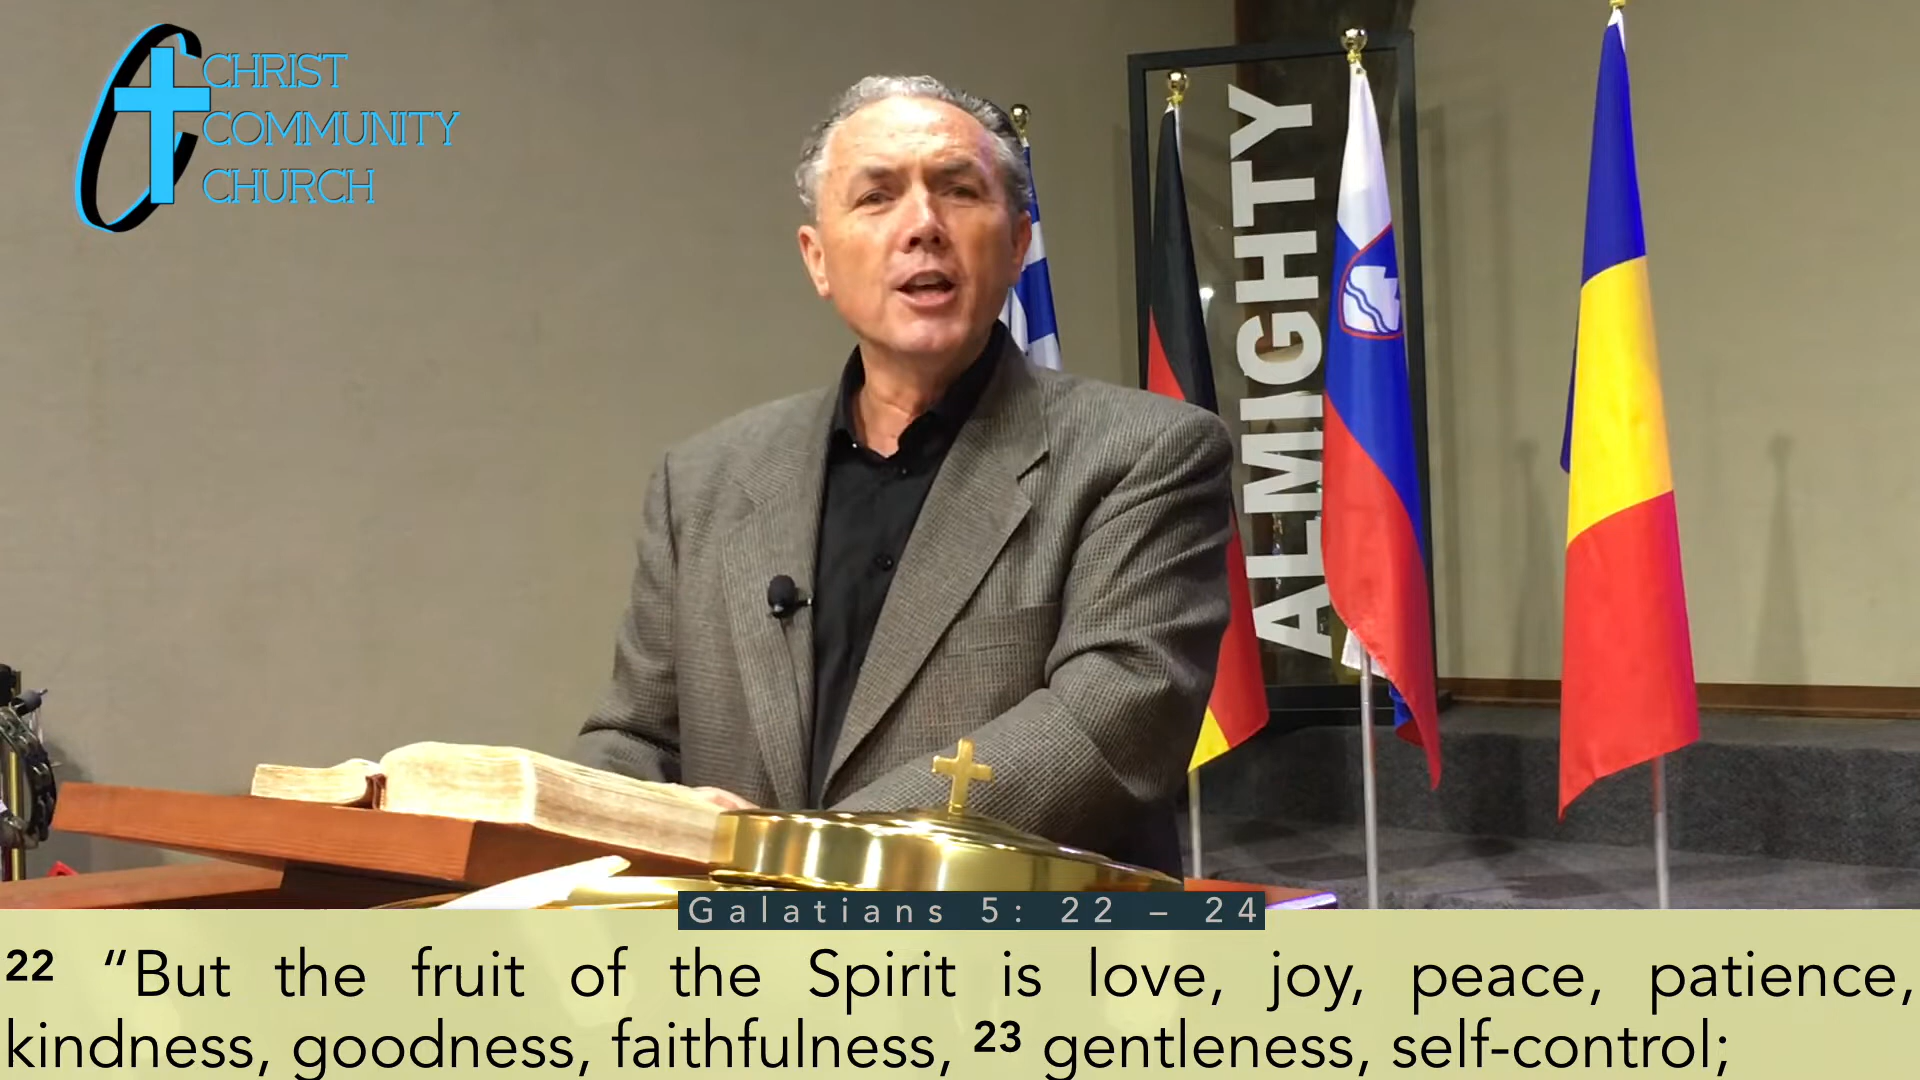 CHRIST
COMMUNITY
CHURCH
ALMIGHTY
Galatians 5: 22 – 24
22 “But the fruit of the Spirit is love, joy, peace, patience,
kindness, goodness, faithfulness, 23 gentleness, self-control;